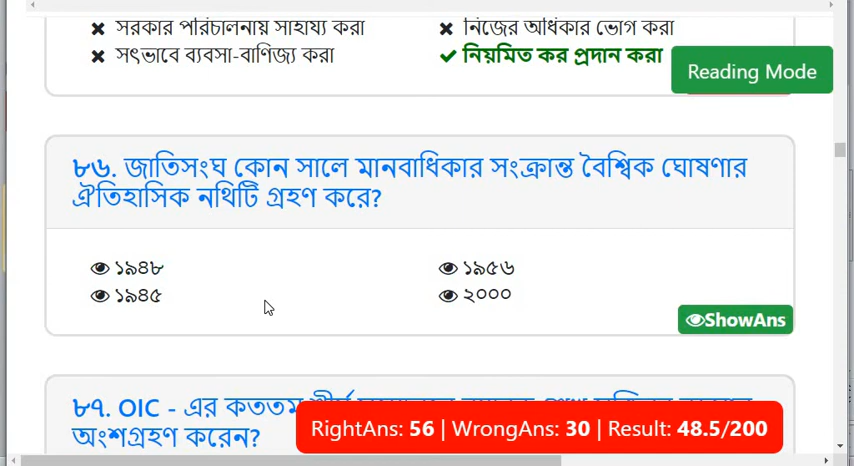 সরকার পরিচালনায় সাহায্য করা
নিজের অধিকার ভোগ করা
সৎভাবে ব্যবসা-বাণিজ্য করা
নিয়মিত কর প্রদান করা
Reading Mode
৮৬. জাতিসংঘ কোন সালে মানবাধিকার সংক্রান্ত বৈশ্বিক ঘোষণার
ঐতিহাসিক নথিটি গ্রহণ করে?
১৯৪৮
১৯৫৬
১৯৪৫
২০০০
ShowAns
৮৭. OIC - এর কততম
অংশগ্রহণ করেন?
RightAns: 56 | WrongAns: 30 | Result: 48.5/200